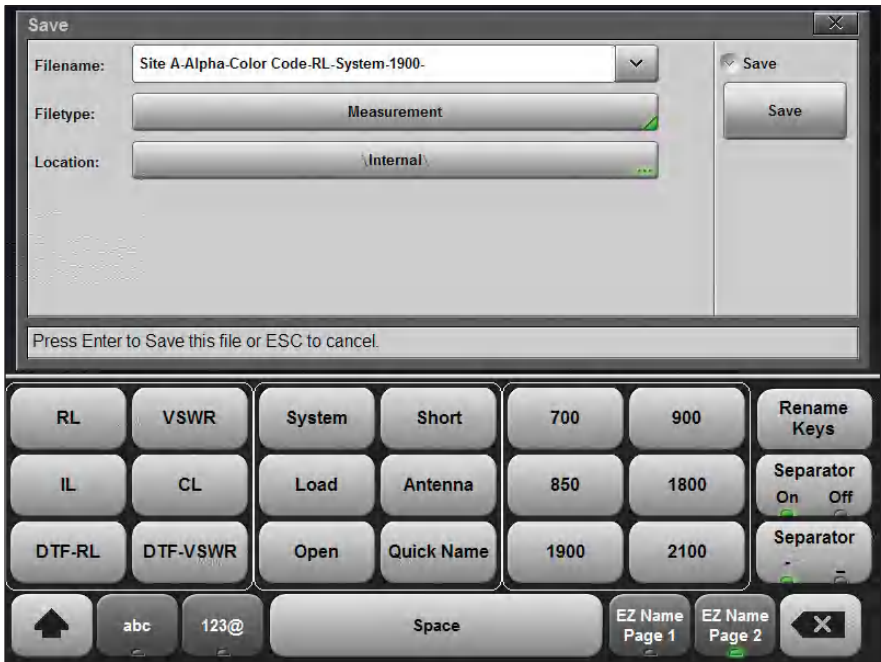 Save
Filename: Site A-Alpha-Color Code-RL-System-1900-
Save
Filetype: Measurement
Save
Location: \Internal\
Press Enter to Save this file or ESC to cancel.
RL VSWR System Short 700 900 Rename Keys
IL CL Load Antenna 850 1800 Separator On Off
DTF-RL DTF-VSWR Open Quick Name 1900 2100 Separator - _
abc 123@ Space EZ Name Page 1 EZ Name Page 2